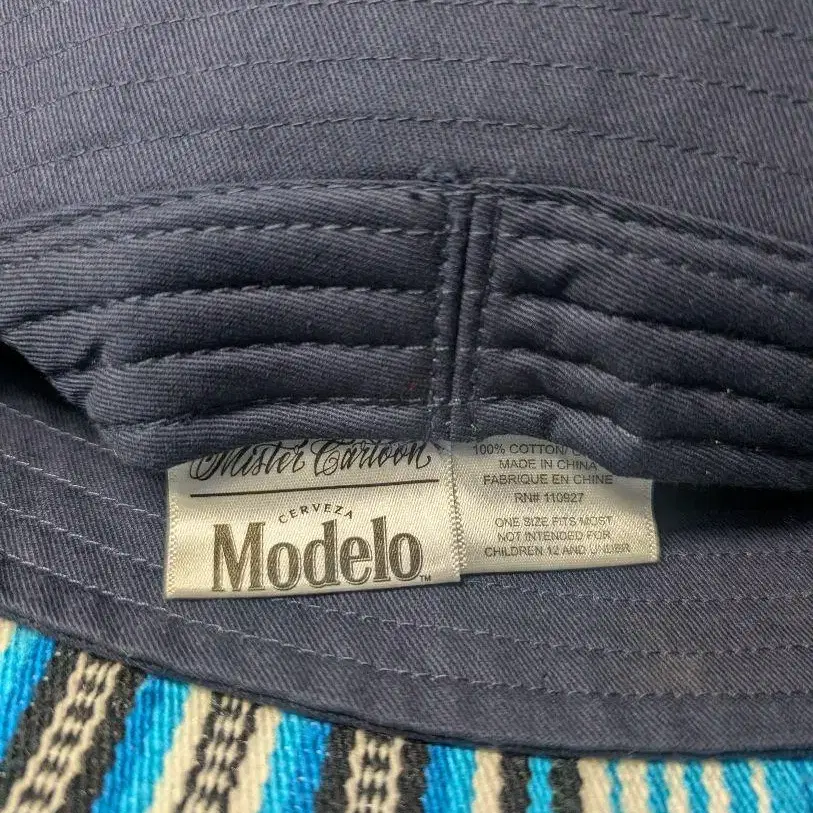 Mister Cartoon
CERVEZA
Modelo™
100% COTTON/
MADE IN CHINA
FABRIQUE EN CHINE
RN# 110927
ONE SIZE FITS MOST
NOT INTENDED FOR
CHILDREN 12 AND UNDER